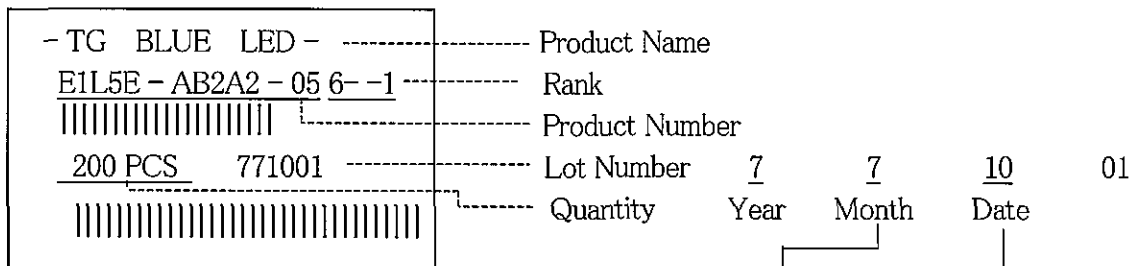 - TG BLUE LED - Product Name
E1L5E - AB2A2 - 05 6- -1 Rank
Product Number
200 PCS 771001 Lot Number 7 7 10 01
Quantity Year Month Date